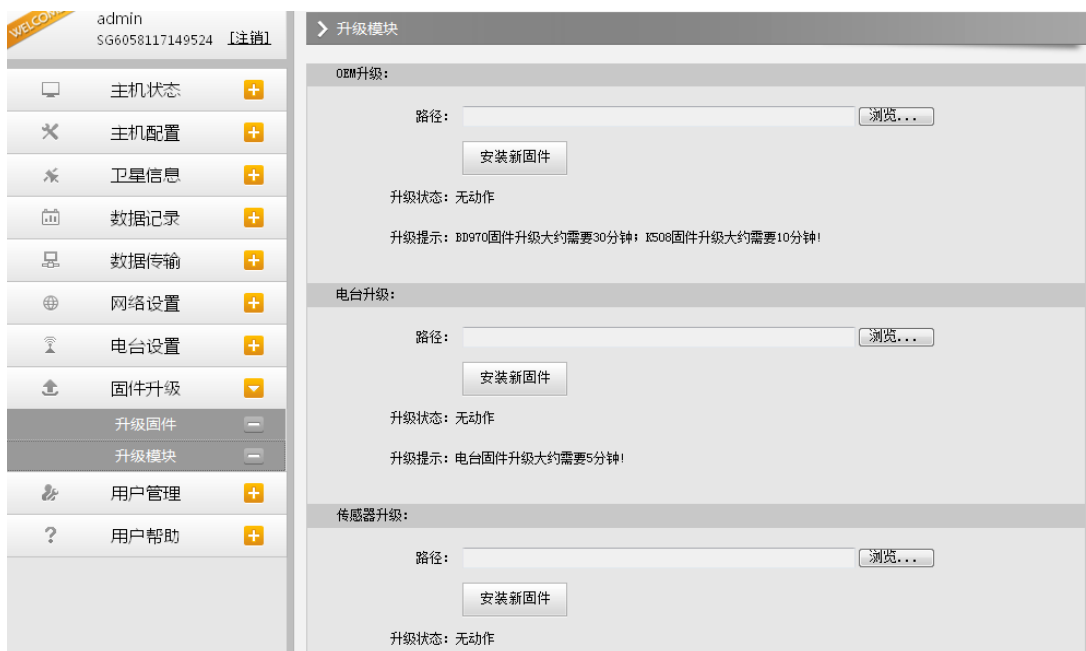 WELCOME
admin
SG6058117149524 [注销]
主机状态
主机配置
卫星信息
数据记录
数据传输
网络设置
电台设置
固件升级
升级固件
升级模块
用户管理
用户帮助
升级模块
OEM升级:
路径: 浏览...
安装新固件
升级状态: 无动作
升级提示: BD970固件升级大约需要30分钟; K508固件升级大约需要10分钟!
电台升级:
路径: 浏览...
安装新固件
升级状态: 无动作
升级提示: 电台固件升级大约需要5分钟!
传感器升级:
路径: 浏览...
安装新固件
升级状态: 无动作